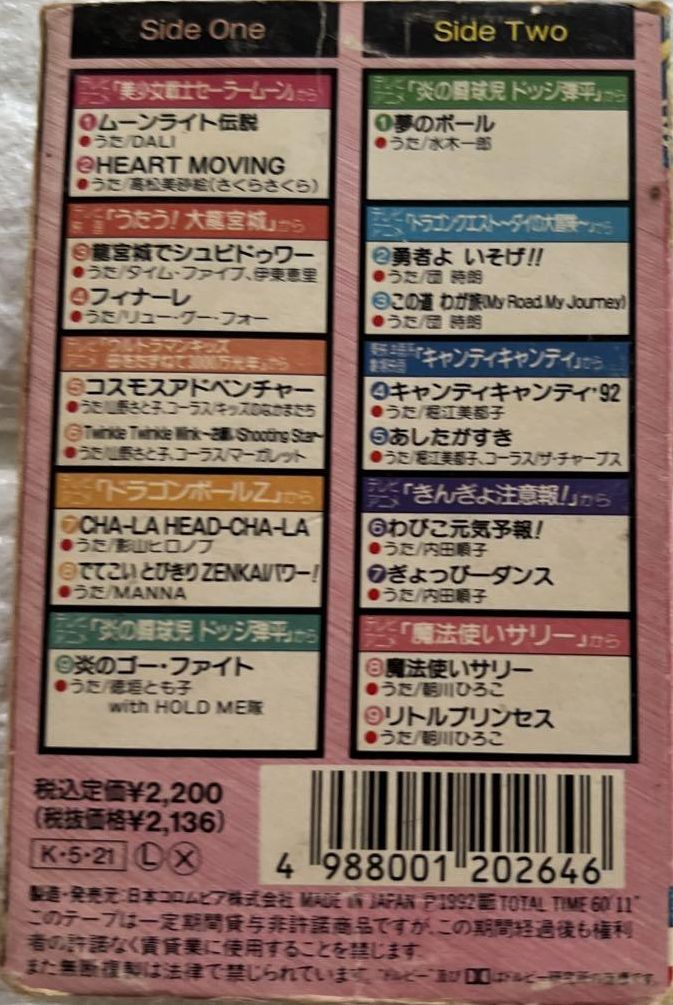 Side One
テレビアニメ「美少女戦士セーラームーン」から
①ムーンライト伝説
●うた/DALI
②HEART MOVING
●うた/高松美砂絵(さくらさくら)
「うたう!大龍宮城」から
③龍宮城でシュビドゥワー
●うた/タイム・ファイブ、伊東恵里
④フィナーレ
●うた/リュー・グー・フォー
「ウルトラマンキッズ
母をたずねて3000万光年」から
⑤コスモスアドベンチャー
●うた/山野さと子、コーラス/キッズのなかまたち
⑥Twinkle Twinkle Wink〜お願いShooting Star〜
●うた/山野さと子、コーラス/マーガレット
テレビアニメ「ドラゴンボールZ」から
⑦CHA-LA HEAD-CHA-LA
●うた/影山ヒロノブ
⑧でてこいとびきりZENKAIパワー!
●うた/MANNA
テレビアニメ「炎の闘球児 ドッジ弾平」から
⑨炎のゴー・ファイト
●うた/徳垣とも子
with HOLD ME隊
Side Two
テレビアニメ「炎の闘球児 ドッジ弾平」から
①夢のボール
●うた/水木一郎
テレビアニメ「ドラゴンクエスト〜ダイの大冒険〜」から
②勇者よ いそげ!!
●うた/団 時朗
③この道 わが旅(My Road, My Journey)
●うた/団 時朗
「キャンディキャンディ」から
④キャンディキャンディ'92
●うた/堀江美都子
⑤あしたがすき
●うた/堀江美都子、コーラス/ザ・チャープス
テレビアニメ「きんぎょ注意報!」から
⑥わぴこ元気予報!
●うた/内田順子
⑦ぎょっぴーダンス
●うた/内田順子
テレビアニメ「魔法使いサリー」から
⑧魔法使いサリー
●うた/朝川ひろこ
⑨リトルプリンセス
●うた/朝川ひろこ
税込定価¥2,200
(税抜価格¥2,136)
K・5・21 Ⓛ Ⓧ
4 988001 202646
製造・発売元:日本コロムビア株式会社 MADE IN JAPAN Ⓟ1992 TOTAL TIME 60'11"
このテープは一定期間貸与非許諾商品ですが、この期間経過後も権利
者の許諾なく賃貸業に使用することを禁じます。
また無断複製は法律で禁じられています。"ドルビー"及びはドルビー研究所の商標です。